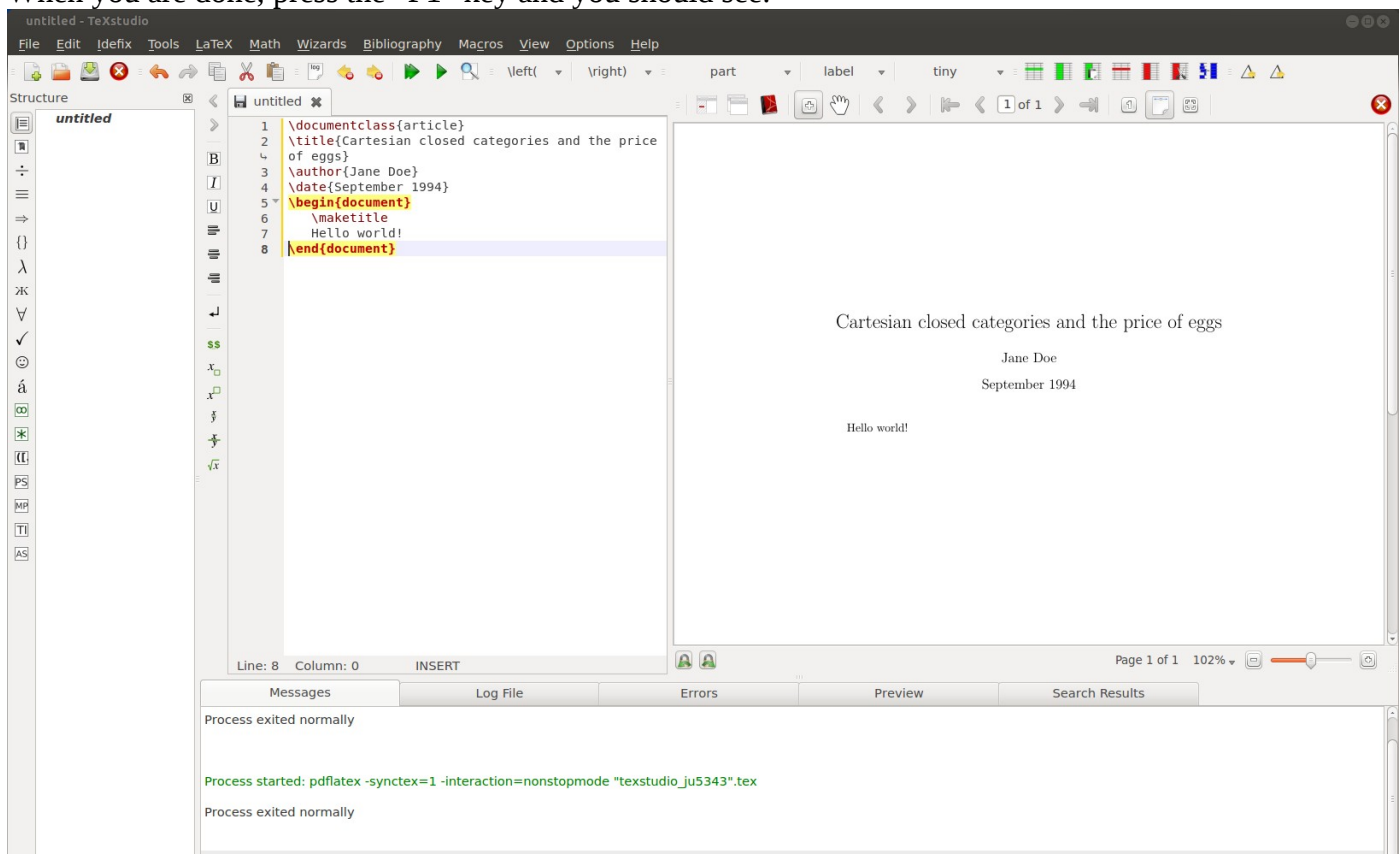 When you are done, press the "F1" key and you should see:
untitled - TeXstudio
File Edit Idefix Tools LaTeX Math Wizards Bibliography Macros View Options Help
\left( \right) part label tiny
Structure
untitled
untitled
1 of 1
1 \documentclass{article}
2 \title{Cartesian closed categories and the price
of eggs}
3 \author{Jane Doe}
4 \date{September 1994}
5 \begin{document}
6 \maketitle
7 Hello world!
8 \end{document}
B
I
U
$$
Cartesian closed categories and the price of eggs
Jane Doe
September 1994
Hello world!
PS
MP
TI
AS
Line: 8 Column: 0 INSERT
Page 1 of 1 102%
Messages Log File Errors Preview Search Results
Process exited normally
Process started: pdflatex -synctex=1 -interaction=nonstopmode "texstudio_ju5343".tex
Process exited normally